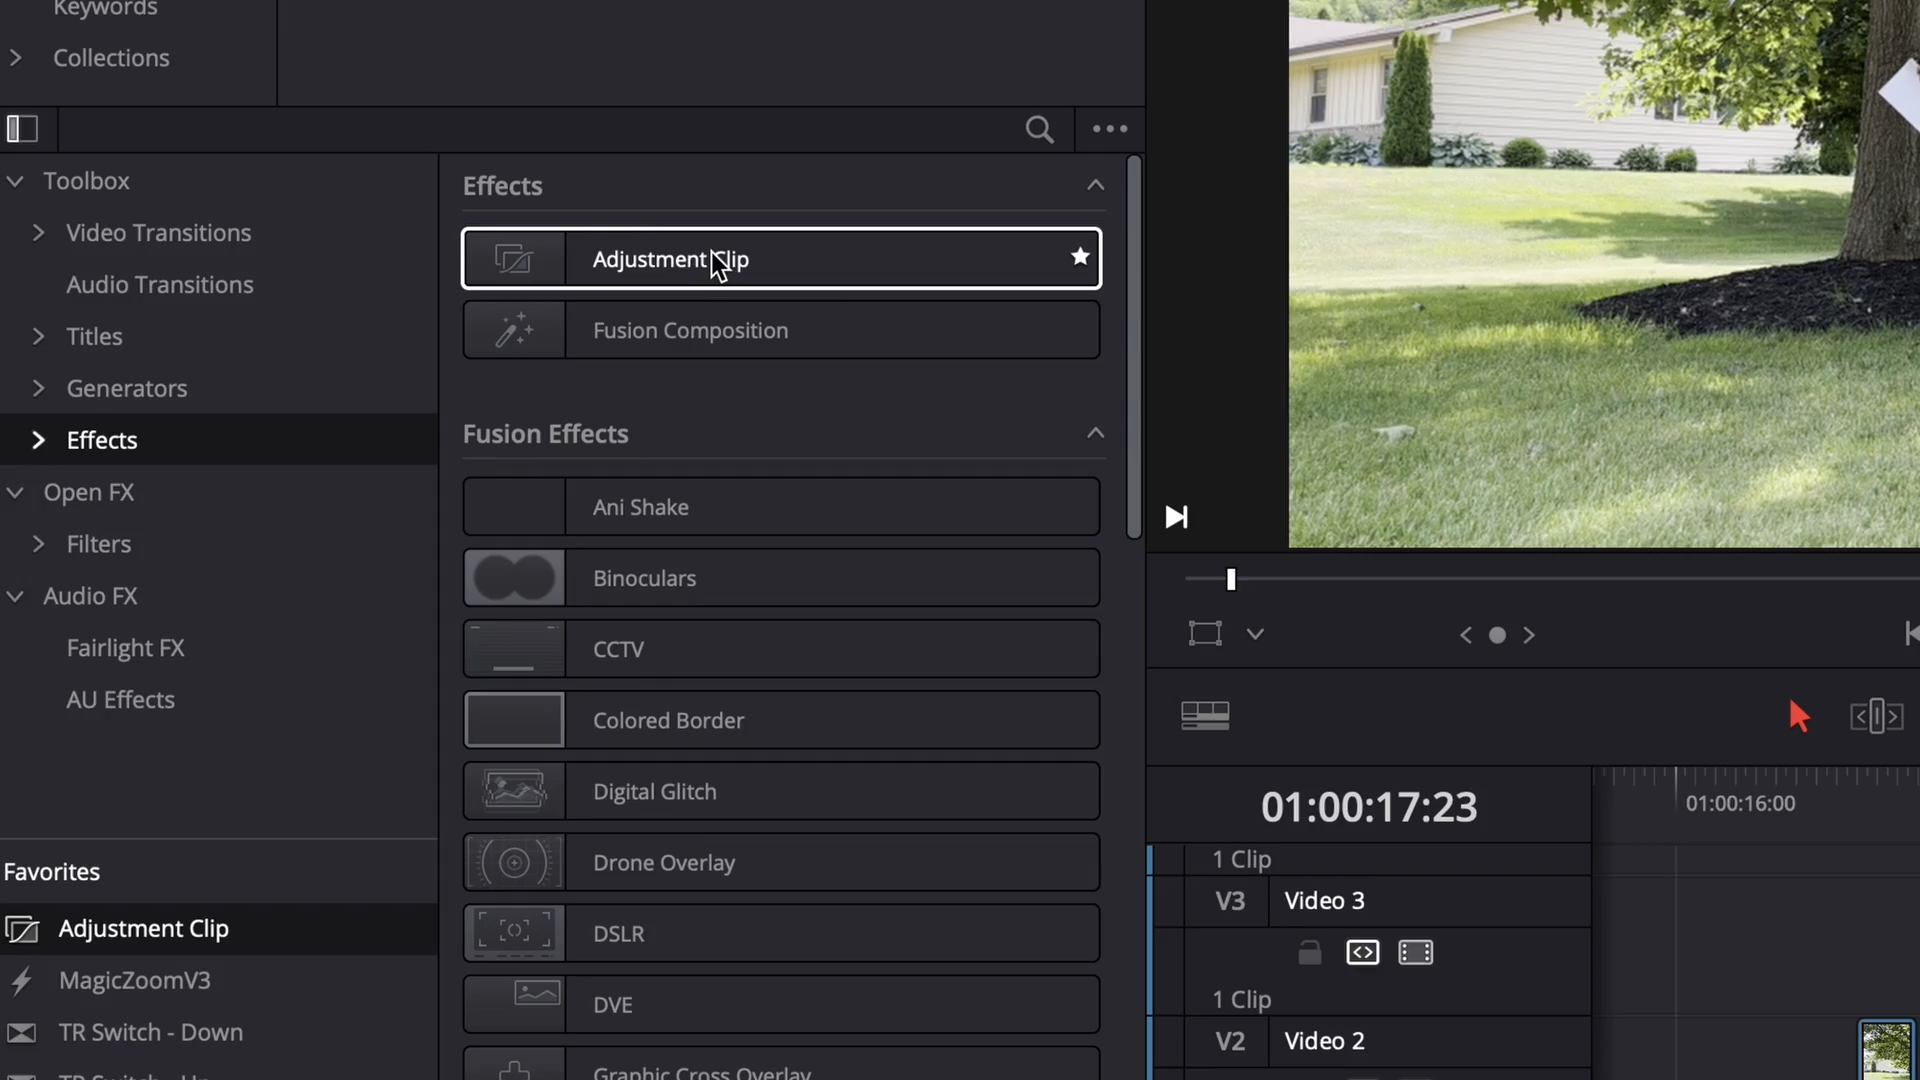 Keywords
Collections
Toolbox
Video Transitions
Audio Transitions
Titles
Generators
Effects
Open FX
Filters
Audio FX
Fairlight FX
AU Effects
Favorites
Adjustment Clip
MagicZoomV3
TR Switch - Down
TR Switch - Up
Effects
Adjustment Clip
Fusion Composition
Fusion Effects
Ani Shake
Binoculars
CCTV
Colored Border
Digital Glitch
Drone Overlay
DSLR
DVE
Graphic Cross Overlay
01:00:17:23
01:00:16:00
1 Clip
V3 Video 3
1 Clip
V2 Video 2